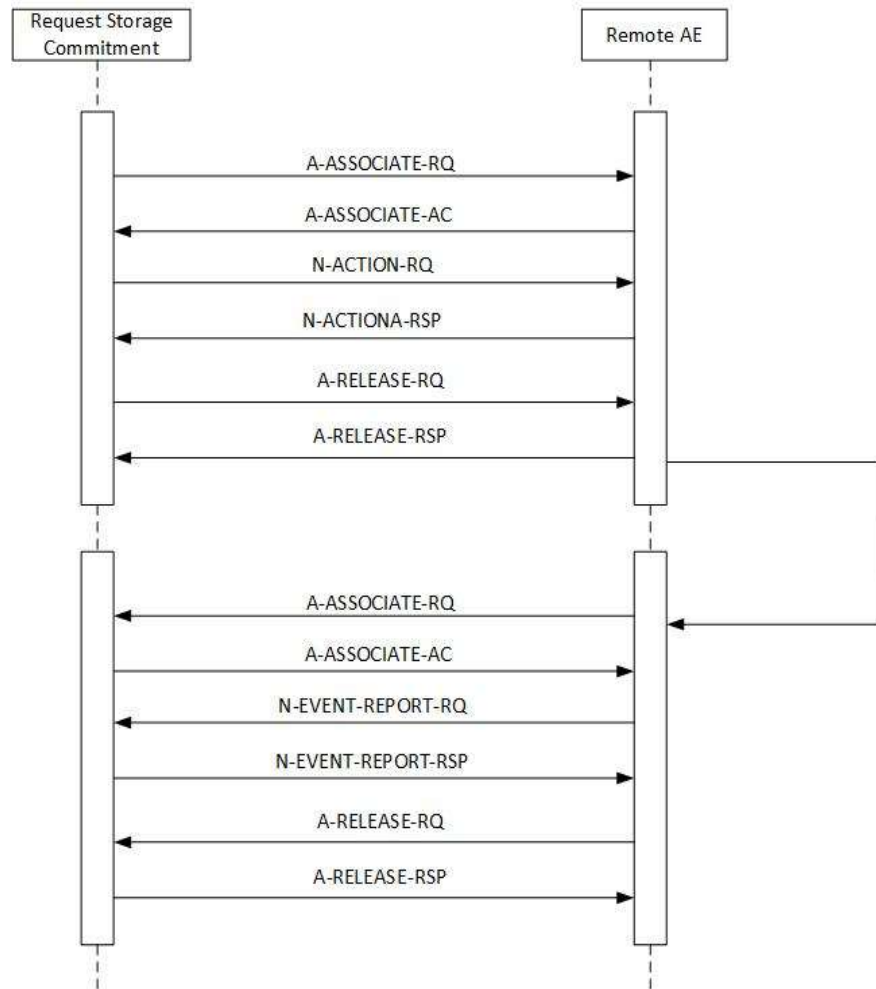 Request Storage
Commitment
Remote AE
A-ASSOCIATE-RQ
A-ASSOCIATE-AC
N-ACTION-RQ
N-ACTIONA-RSP
A-RELEASE-RQ
A-RELEASE-RSP
A-ASSOCIATE-RQ
A-ASSOCIATE-AC
N-EVENT-REPORT-RQ
N-EVENT-REPORT-RSP
A-RELEASE-RQ
A-RELEASE-RSP